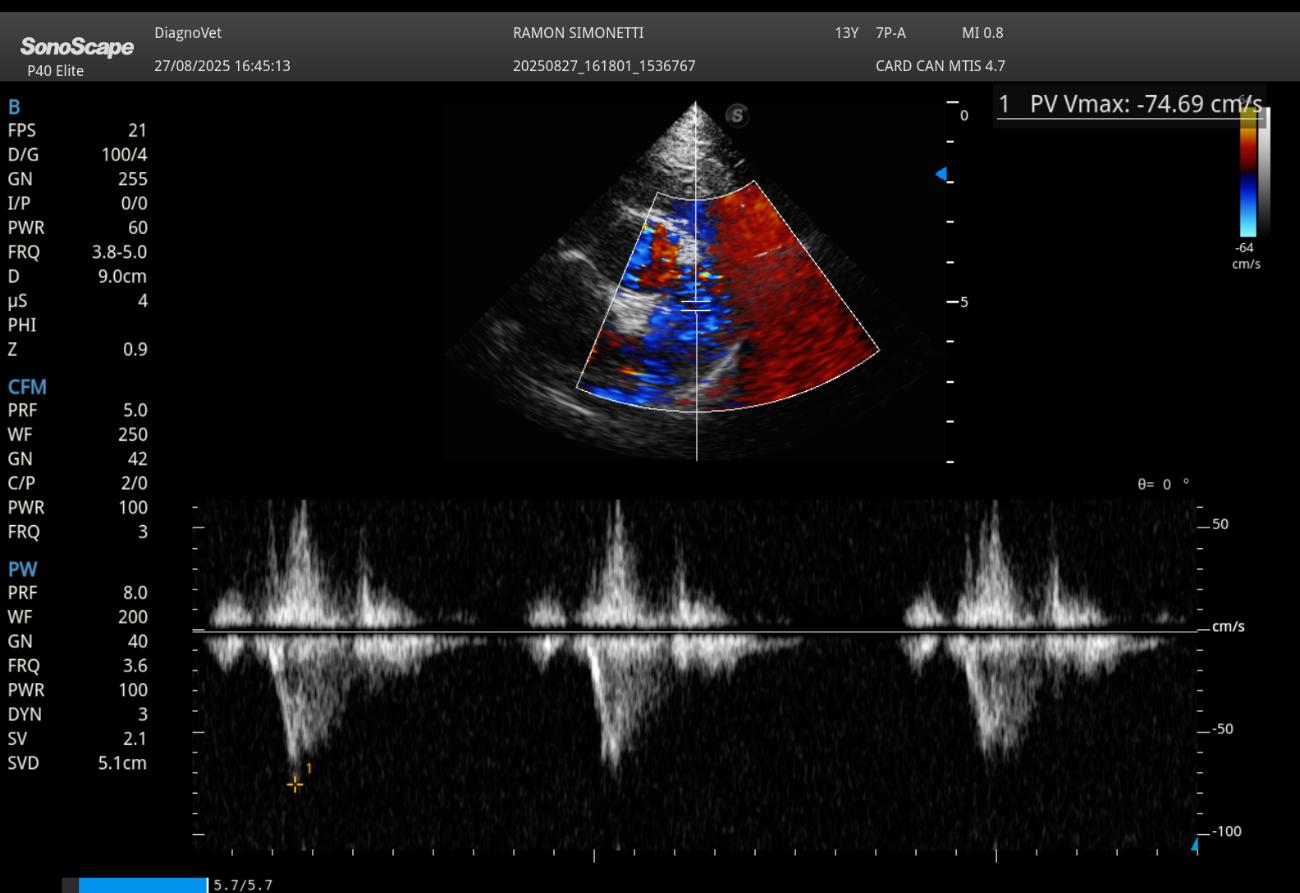 SonoScape
P40 Elite
DiagnoVet
27/08/2025 16:45:13
RAMON SIMONETTI
20250827_161801_1536767
13Y 7P-A MI 0.8
CARD CAN MTIS 4.7
1 PV Vmax: -74.69 cm/s
B
FPS 21
D/G 100/4
GN 255
I/P 0/0
PWR 60
FRQ 3.8-5.0
D 9.0cm
µS 4
PHI
Z 0.9
CFM
PRF 5.0
WF 250
GN 42
C/P 2/0
PWR 100
FRQ 3
PW
PRF 8.0
WF 200
GN 40
FRQ 3.6
PWR 100
DYN 3
SV 2.1
SVD 5.1cm
S
0
5
-64
cm/s
θ= 0 °
50
cm/s
-50
-100
1
5.7/5.7